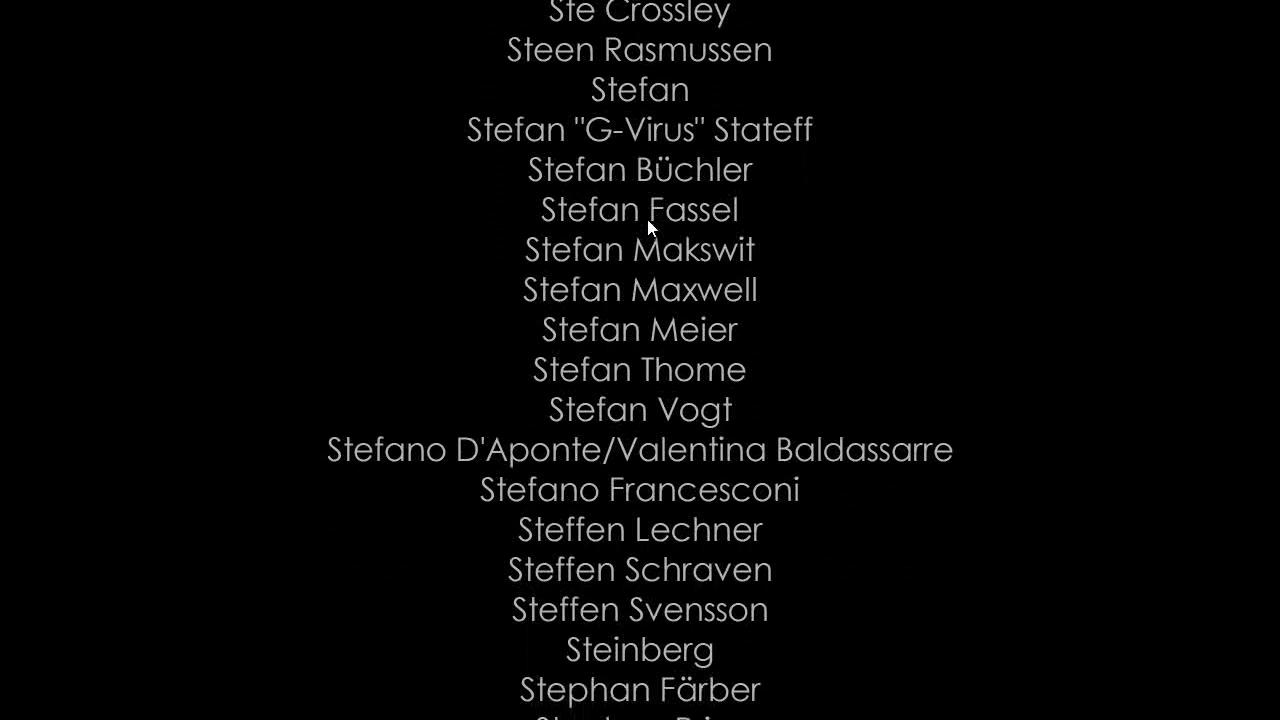 Ste Crossley
Steen Rasmussen
Stefan
Stefan "G-Virus" Stateff
Stefan Büchler
Stefan Fassel
Stefan Makswit
Stefan Maxwell
Stefan Meier
Stefan Thome
Stefan Vogt
Stefano D'Aponte/Valentina Baldassarre
Stefano Francesconi
Steffen Lechner
Steffen Schraven
Steffen Svensson
Steinberg
Stephan Färber